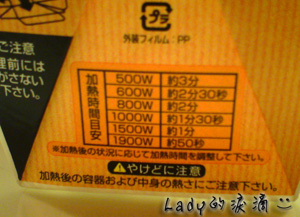 プラ
外装フィルム:PP
ご注意
理前には
がさない
下さい。
加熱時間目安
500W 約3分
600W 約2分30秒
800W 約2分
1000W 約1分30秒
1500W 約1分
1900W 約50秒
※加熱後の状況に応じて加熱時間を調整して下さい。
⚠やけどに注意
加熱後の容器および中身の熱さにご注意下さい。
Lady的淚滴